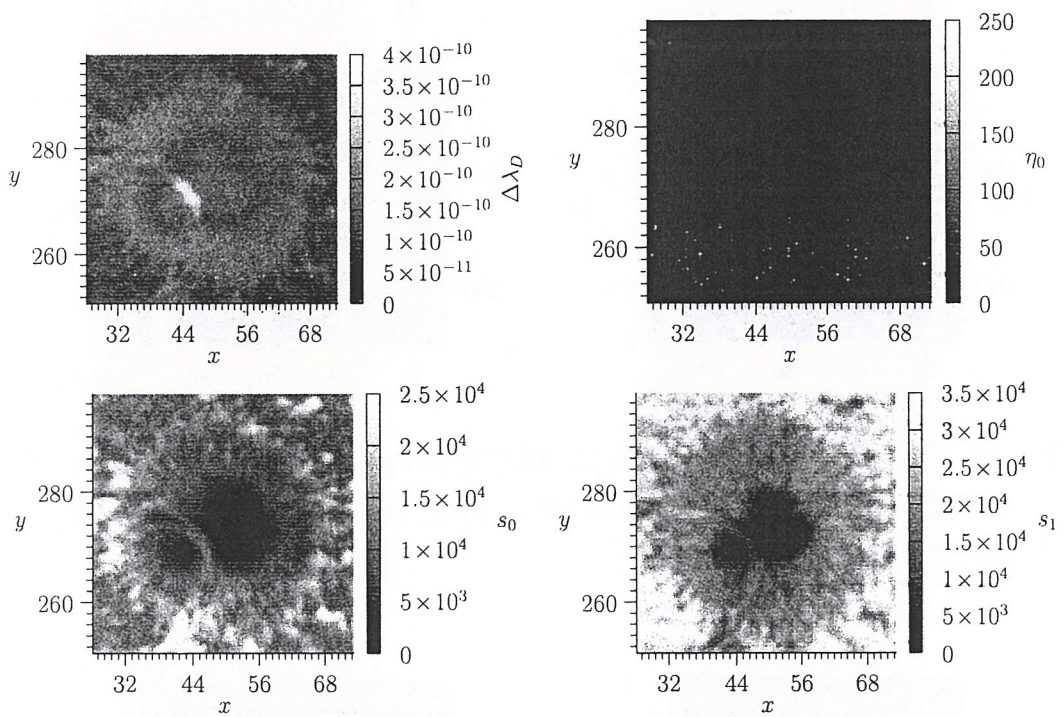 4×10⁻¹⁰
3.5×10⁻¹⁰
3×10⁻¹⁰
2.5×10⁻¹⁰
2×10⁻¹⁰
1.5×10⁻¹⁰
1×10⁻¹⁰
5×10⁻¹¹
0
Δλ_D
y
280
260
32 44 56 68
x
250
200
150
100
50
0
η₀
y
280
260
32 44 56 68
x
2.5×10⁴
2×10⁴
1.5×10⁴
1×10⁴
5×10³
0
s₀
y
280
260
32 44 56 68
x
3.5×10⁴
3×10⁴
2.5×10⁴
2×10⁴
1.5×10⁴
1×10⁴
5×10³
0
s₁
y
280
260
32 44 56 68
x